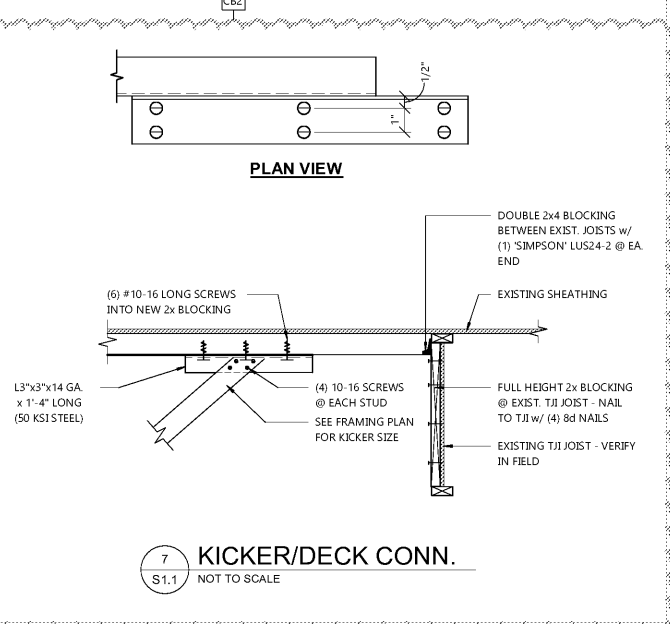 CB2
1/2"
1"
PLAN VIEW
DOUBLE 2x4 BLOCKING
BETWEEN EXIST. JOISTS w/
(1) 'SIMPSON' LUS24-2 @ EA.
END
(6) #10-16 LONG SCREWS
INTO NEW 2x BLOCKING
EXISTING SHEATHING
L3"x3"x14 GA.
x 1'-4" LONG
(50 KSI STEEL)
(4) 10-16 SCREWS
@ EACH STUD
SEE FRAMING PLAN
FOR KICKER SIZE
FULL HEIGHT 2x BLOCKING
@ EXIST. TJI JOIST - NAIL
TO TJI w/ (4) 8d NAILS
EXISTING TJI JOIST - VERIFY
IN FIELD
7
S1.1
KICKER/DECK CONN.
NOT TO SCALE